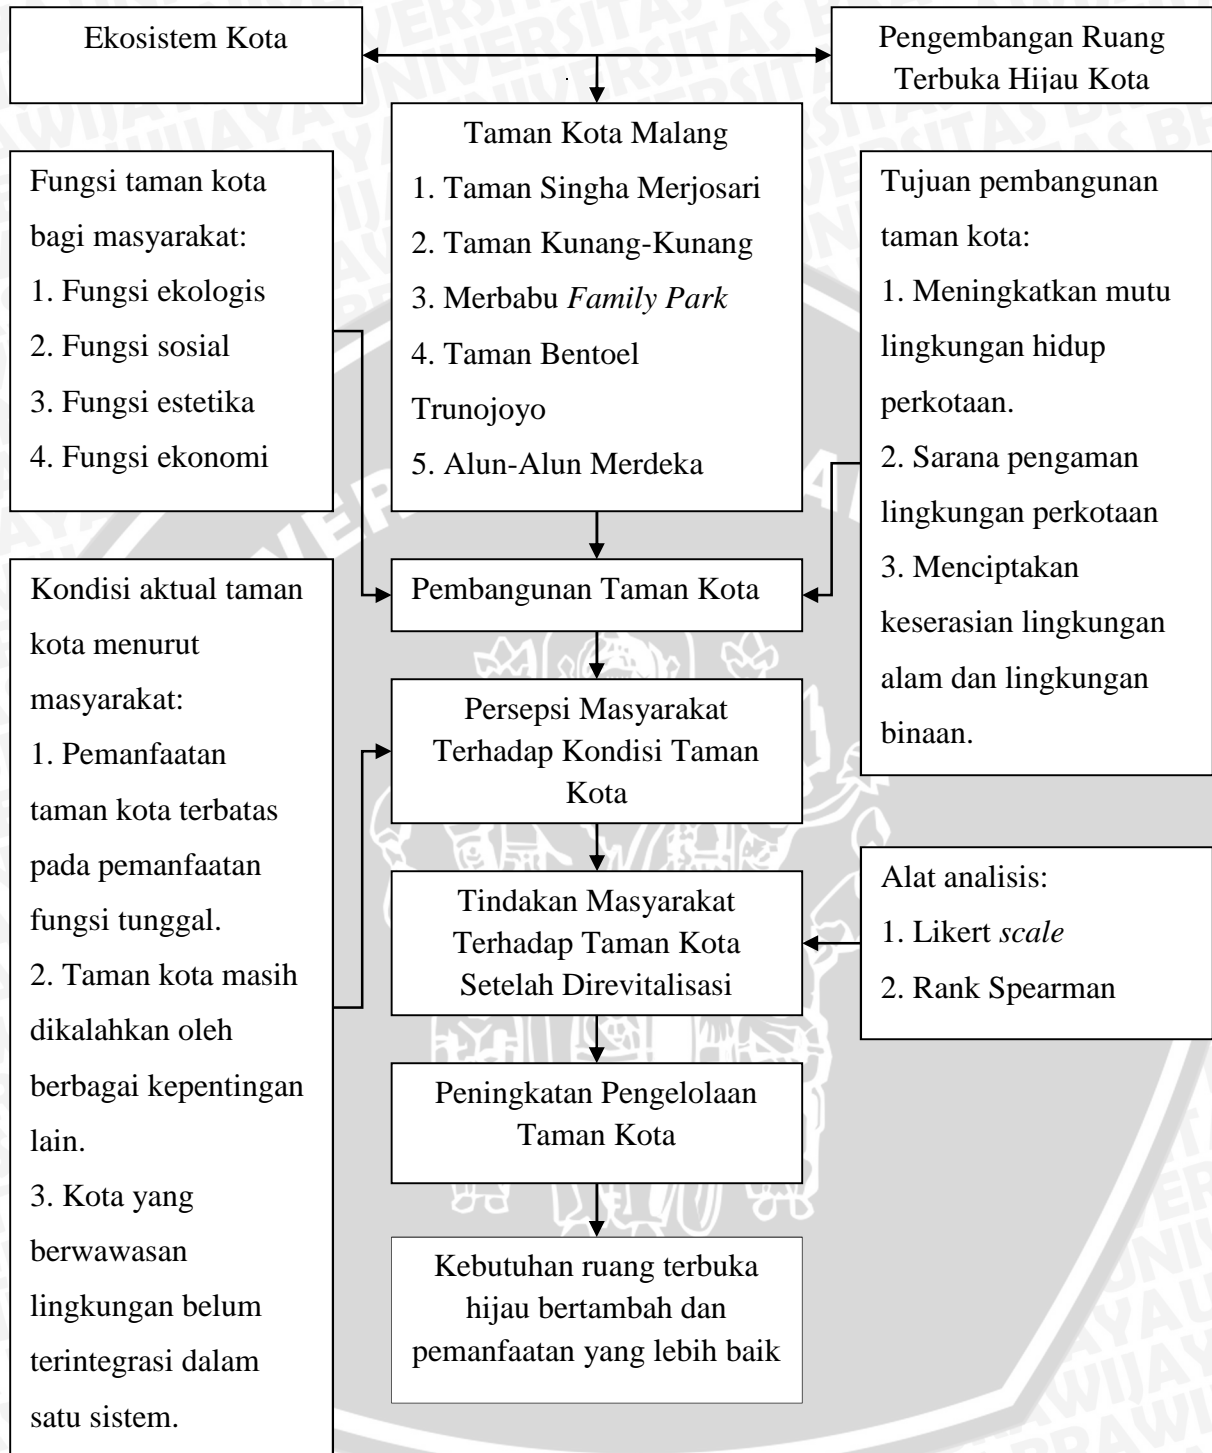 Ekosistem Kota
Pengembangan Ruang
Terbuka Hijau Kota
Taman Kota Malang
1. Taman Singha Merjosari
2. Taman Kunang-Kunang
3. Merbabu Family Park
4. Taman Bentoel
Trunojoyo
5. Alun-Alun Merdeka
Fungsi taman kota
bagi masyarakat:
1. Fungsi ekologis
2. Fungsi sosial
3. Fungsi estetika
4. Fungsi ekonomi
Tujuan pembangunan
taman kota:
1. Meningkatkan mutu
lingkungan hidup
perkotaan.
2. Sarana pengaman
lingkungan perkotaan
3. Menciptakan
keserasian lingkungan
alam dan lingkungan
binaan.
Pembangunan Taman Kota
Kondisi aktual taman
kota menurut
masyarakat:
1. Pemanfaatan
taman kota terbatas
pada pemanfaatan
fungsi tunggal.
2. Taman kota masih
dikalahkan oleh
berbagai kepentingan
lain.
3. Kota yang
berwawasan
lingkungan belum
terintegrasi dalam
satu sistem.
Persepsi Masyarakat
Terhadap Kondisi Taman
Kota
Tindakan Masyarakat
Terhadap Taman Kota
Setelah Direvitalisasi
Alat analisis:
1. Likert scale
2. Rank Spearman
Peningkatan Pengelolaan
Taman Kota
Kebutuhan ruang terbuka
hijau bertambah dan
pemanfaatan yang lebih baik